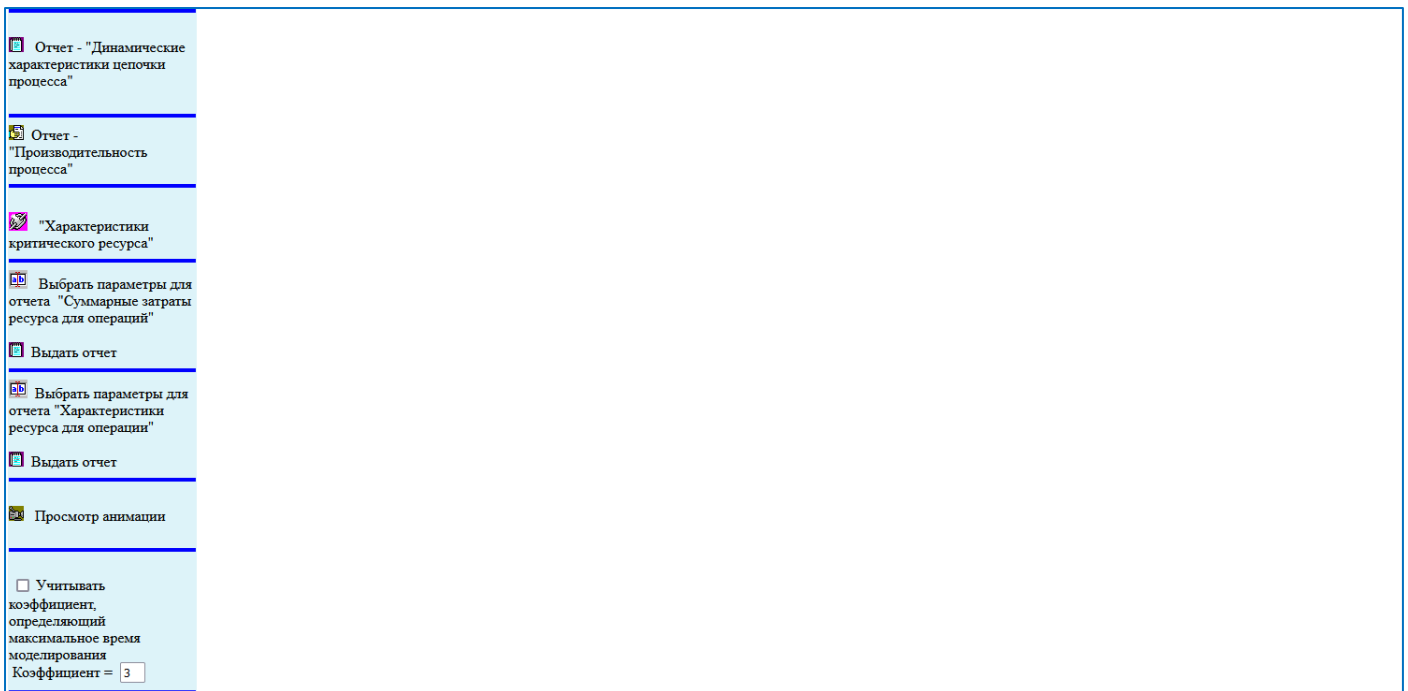 Отчет - "Динамические
характеристики цепочки
процесса"
Отчет -
"Производительность
процесса"
"Характеристики
критического ресурса"
Выбрать параметры для
отчета "Суммарные затраты
ресурса для операций"
Выдать отчет
Выбрать параметры для
отчета "Характеристики
ресурса для операции"
Выдать отчет
Просмотр анимации
Учитывать
коэффициент,
определяющий
максимальное время
моделирования
Коэффициент = 3